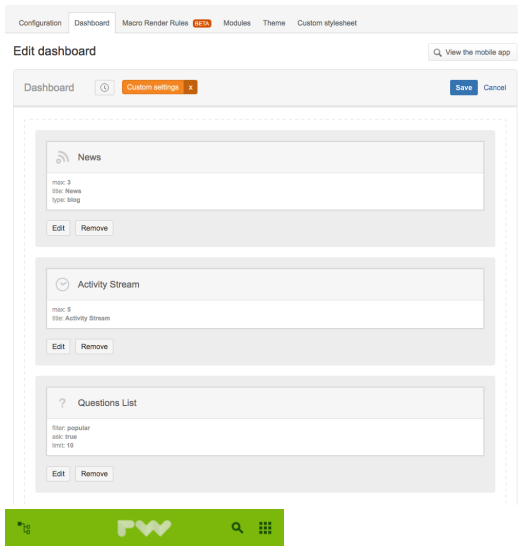 Configuration Dashboard Macro Render Rules BETA Modules Theme Custom stylesheet
Edit dashboard
View the mobile app
Dashboard Custom settings x Save Cancel
News
max: 3
title: News
type: blog
Edit Remove
Activity Stream
max: 5
title: Activity Stream
Edit Remove
? Questions List
filter: popular
ask: true
limit: 10
Edit Remove